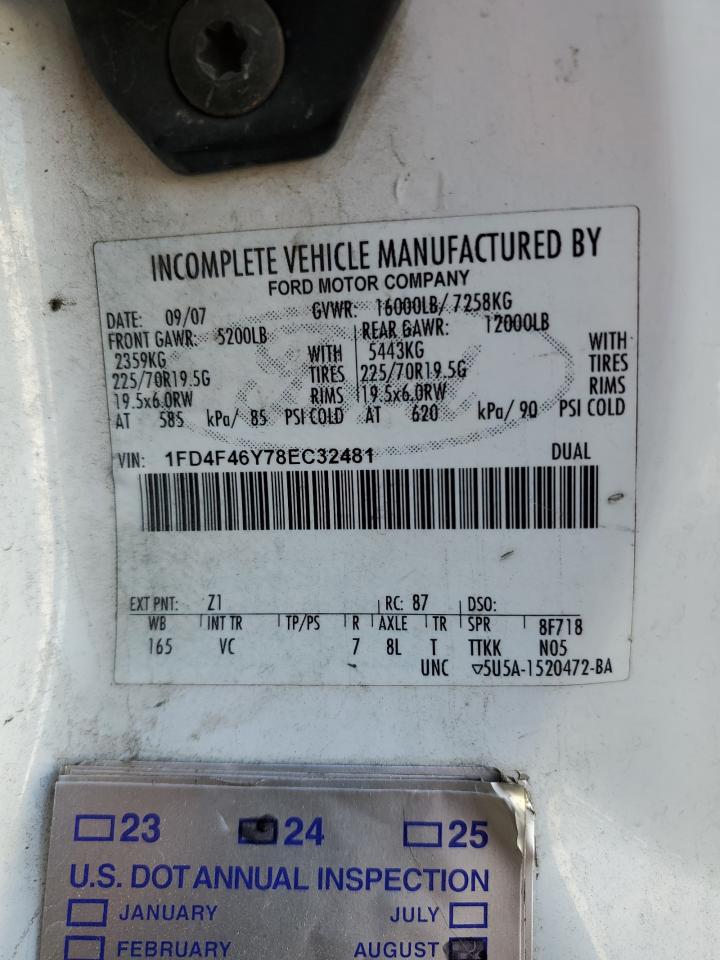 INCOMPLETE VEHICLE MANUFACTURED BY
FORD MOTOR COMPANY
DATE: 09/07 GVWR: 16000LB/ 7258KG
FRONT GAWR: 5200LB REAR GAWR: 12000LB
2359KG WITH 5443KG WITH
225/70R19.5G TIRES 225/70R19.5G TIRES
19.5x6.0RW RIMS 19.5x6.0RW RIMS
AT 585 kPa/ 85 PSI COLD AT 620 kPa/ 90 PSI COLD
VIN: 1FD4F46Y78EC32481 DUAL
EXT PNT: Z1 RC: 87 DSO:
WB INT TR TP/PS R AXLE TR SPR 8F718
165 VC 7 8L T TTKK N05
UNC ▽5U5A-1520472-BA
23 24 25
U.S. DOT ANNUAL INSPECTION
JANUARY JULY
FEBRUARY AUGUST